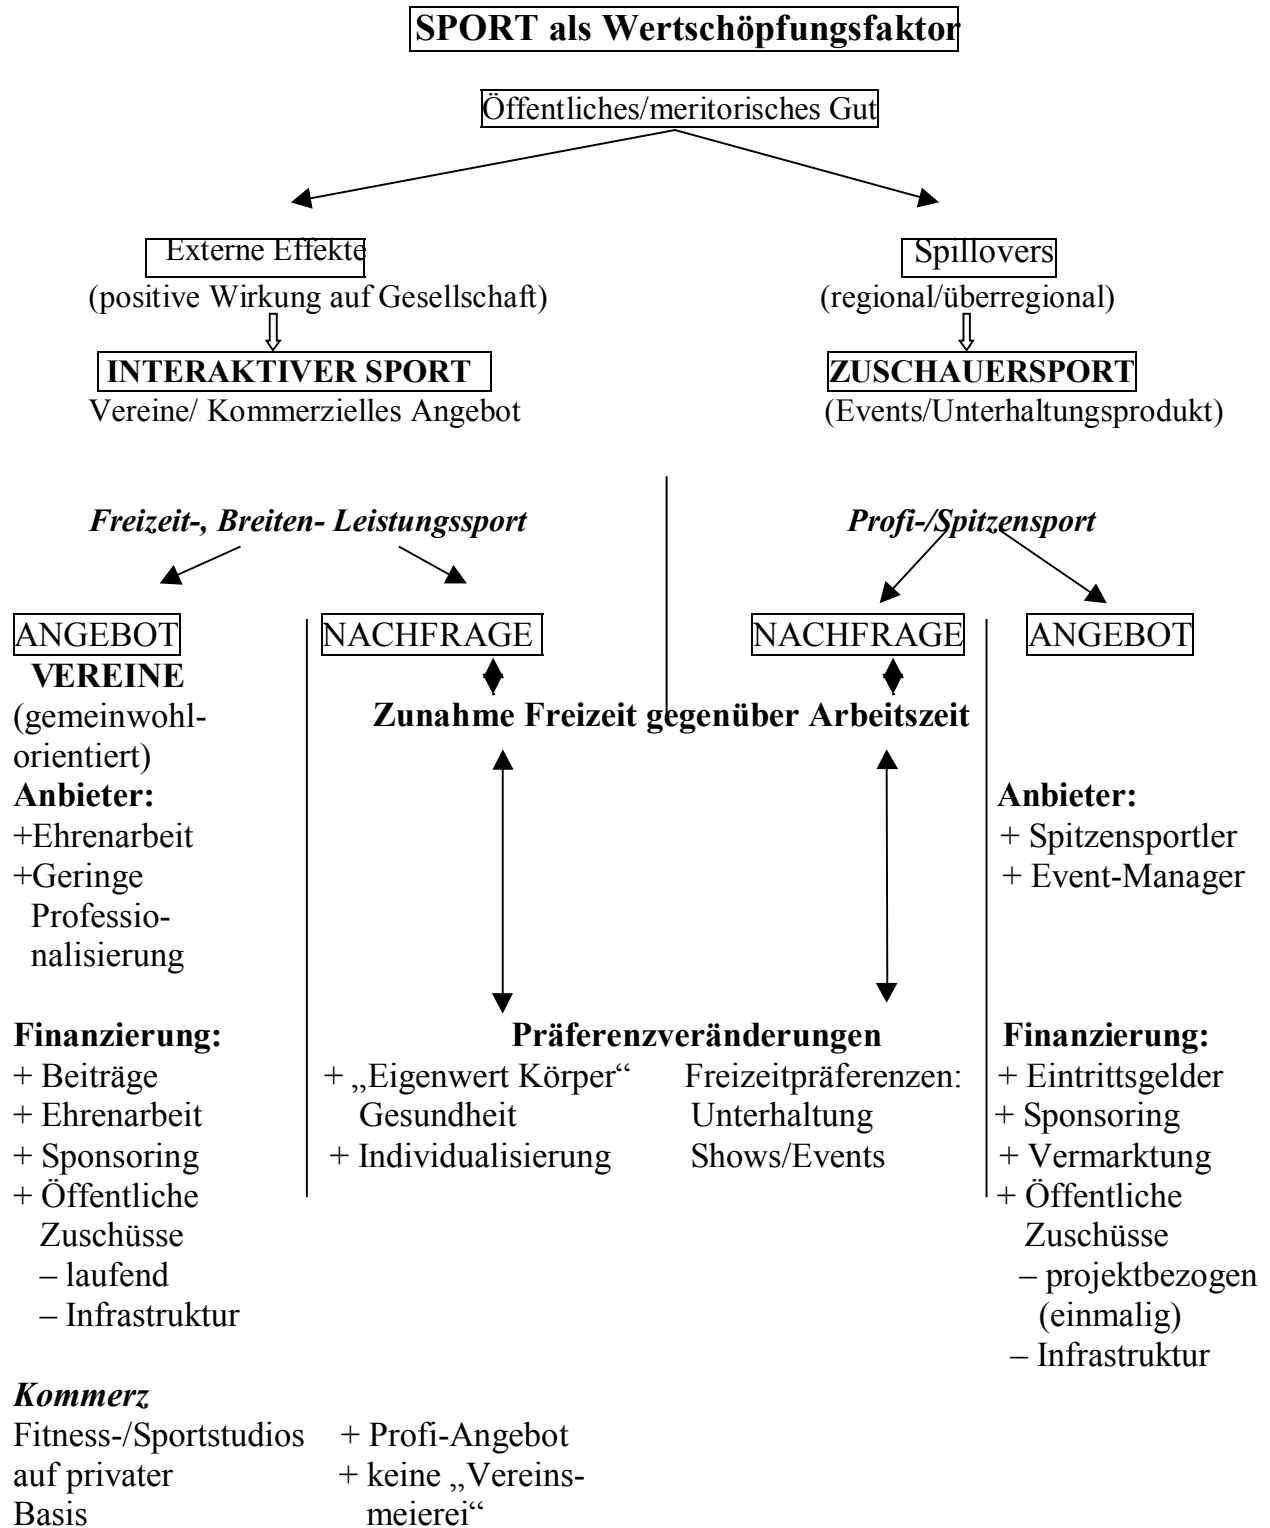 SPORT als Wertschöpfungsfaktor
Öffentliches/meritorisches Gut
Externe Effekte
(positive Wirkung auf Gesellschaft)
INTERAKTIVER SPORT
Vereine/ Kommerzielles Angebot
Spillovers
(regional/überregional)
ZUSCHAUERSPORT
(Events/Unterhaltungsprodukt)
Freizeit-, Breiten- Leistungssport
Profi-/Spitzensport
ANGEBOT
VEREINE
(gemeinwohl-
orientiert)
Anbieter:
+Ehrenarbeit
+Geringe
Professio-
nalisierung
Finanzierung:
+ Beiträge
+ Ehrenarbeit
+ Sponsoring
+ Öffentliche
Zuschüsse
– laufend
– Infrastruktur
NACHFRAGE
NACHFRAGE
Zunahme Freizeit gegenüber Arbeitszeit
Präferenzveränderungen
+ „Eigenwert Körper“
Gesundheit
+ Individualisierung
Freizeitpräferenzen:
Unterhaltung
Shows/Events
ANGEBOT
Anbieter:
+ Spitzensportler
+ Event-Manager
Finanzierung:
+ Eintrittsgelder
+ Sponsoring
+ Vermarktung
+ Öffentliche
Zuschüsse
– projektbezogen
(einmalig)
– Infrastruktur
Kommerz
Fitness-/Sportstudios
auf privater
Basis
+ Profi-Angebot
+ keine „Vereins-
meierei“